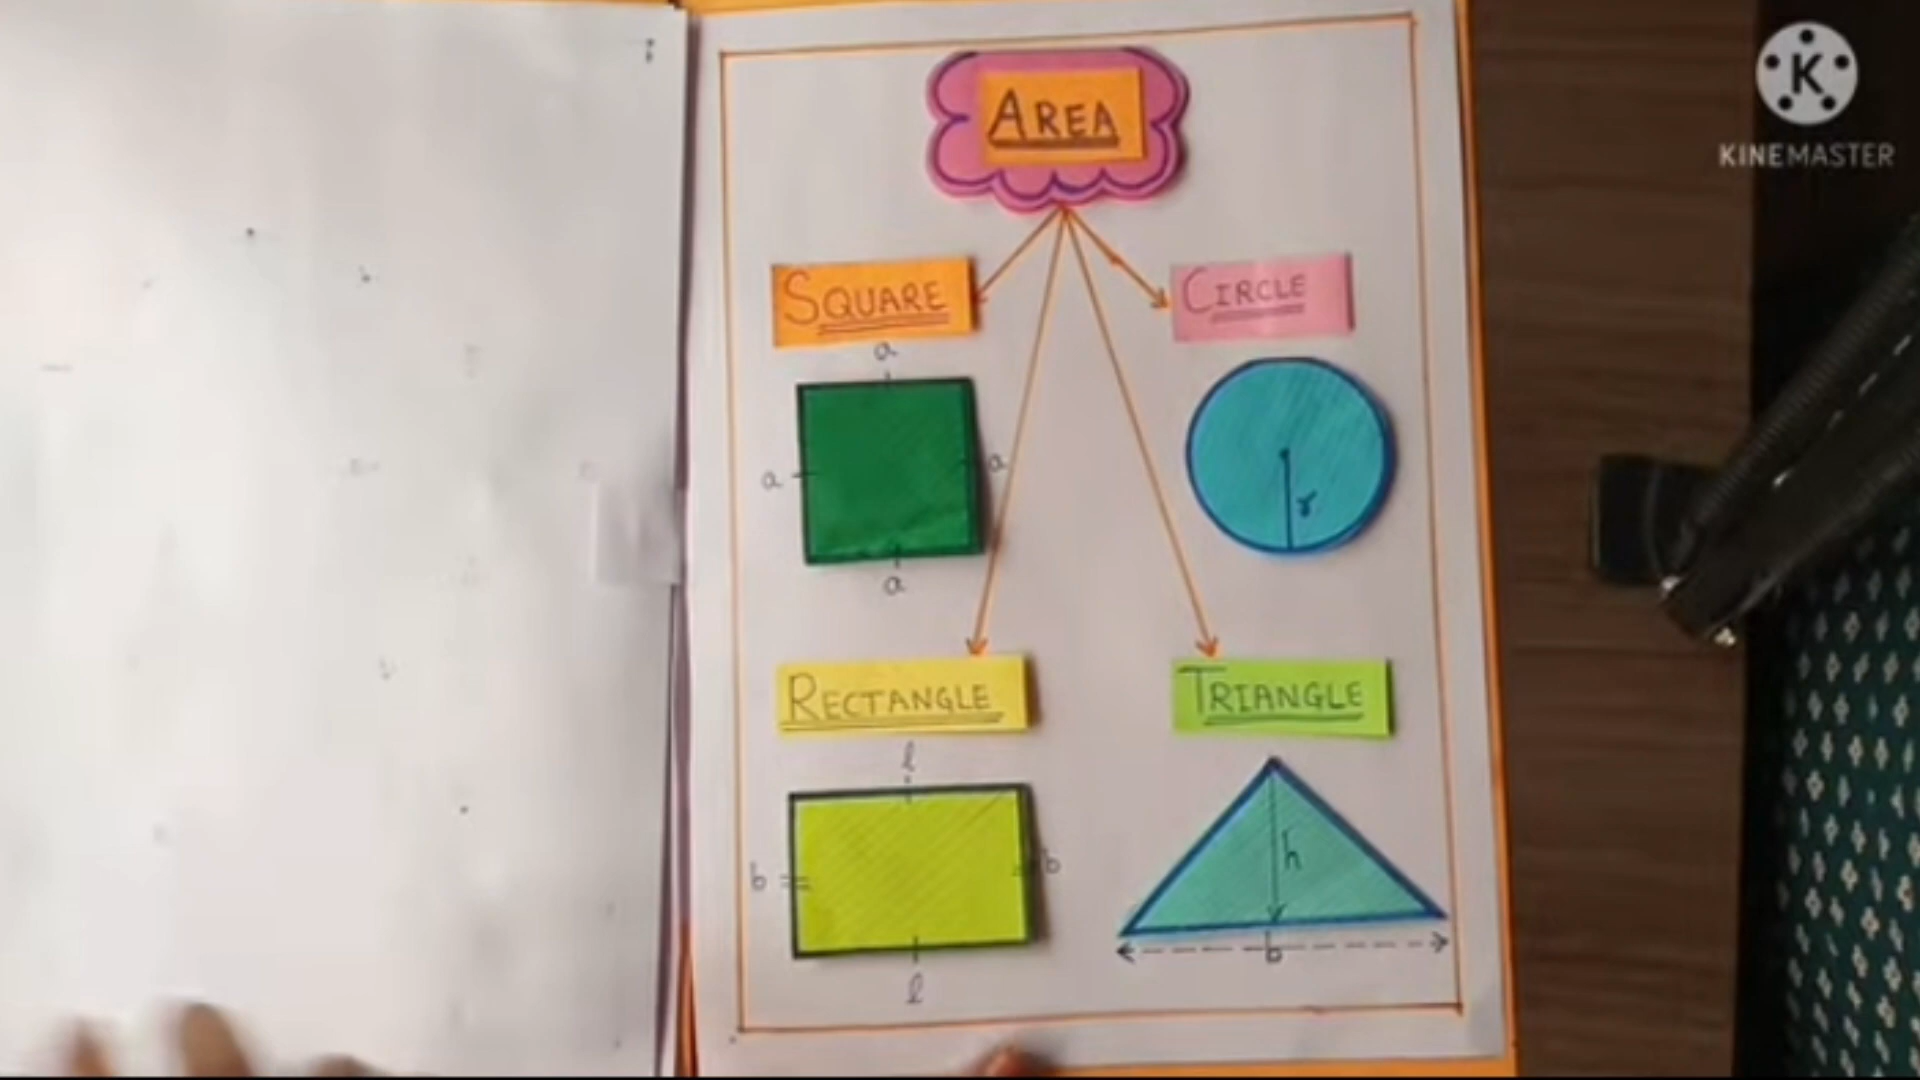 AREA
SQUARE
CIRCLE
a
a
a
a
r
RECTANGLE
TRIANGLE
l
b
b
l
h
b
K
KINEMASTER